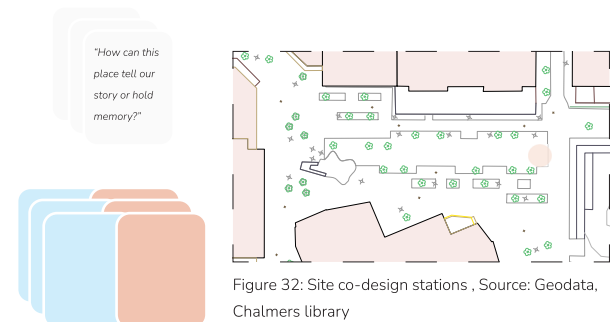 “How can this
place tell our
story or hold
memory?”
Figure 32: Site co-design stations , Source: Geodata,
Chalmers library